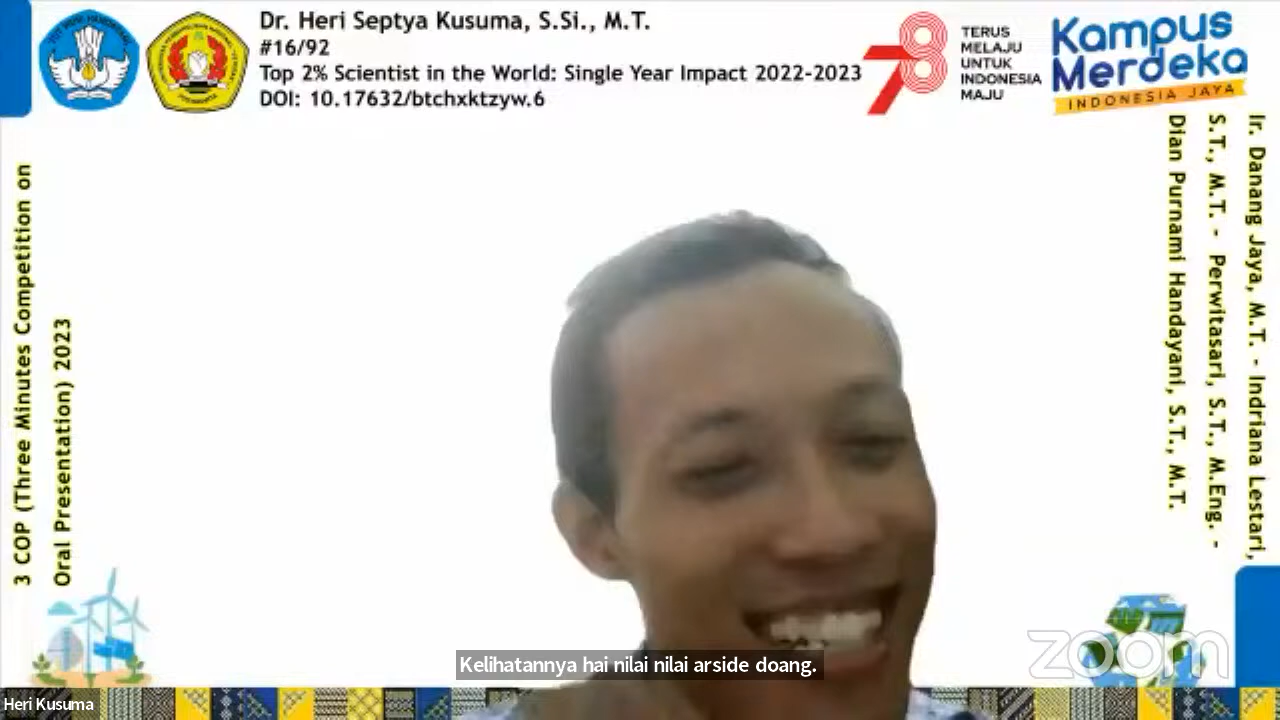 Dr. Heri Septya Kusuma, S.Si., M.T.
#16/92
Top 2% Scientist in the World: Single Year Impact 2022-2023
DOI: 10.17632/btchxktzyw.6
78
TERUS
MELAJU
UNTUK
INDONESIA
MAJU
Kampus
Merdeka
INDONESIA JAYA
3 COP (Three Minutes Competition on
Oral Presentation) 2023
Ir. Danang Jaya, M.T. - Indriana Lestari,
S.T., M.T. - Perwitasari, S.T., M.Eng. -
Dian Purnami Handayani, S.T., M.T.
zoom
Kelihatannya hai nilai nilai arside doang.
Heri Kusuma